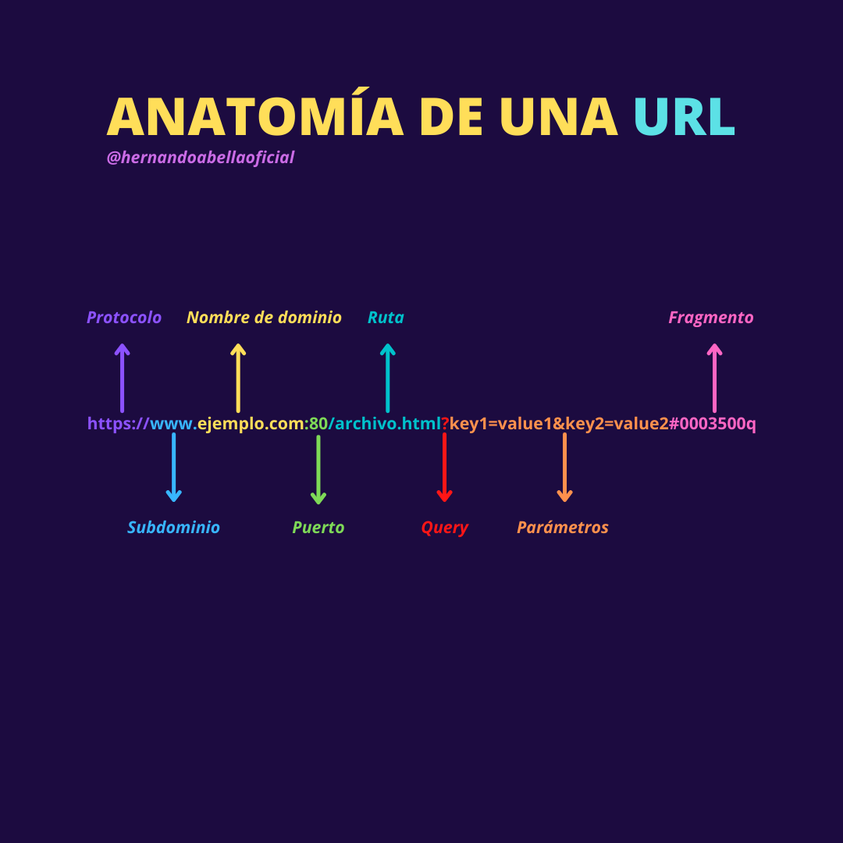 ANATOMÍA DE UNA URL
@hernandoabellaoficial
Protocolo Nombre de dominio Ruta Fragmento
https://www.ejemplo.com:80/archivo.html?key1=value1&key2=value2#0003500q
Subdominio Puerto Query Parámetros